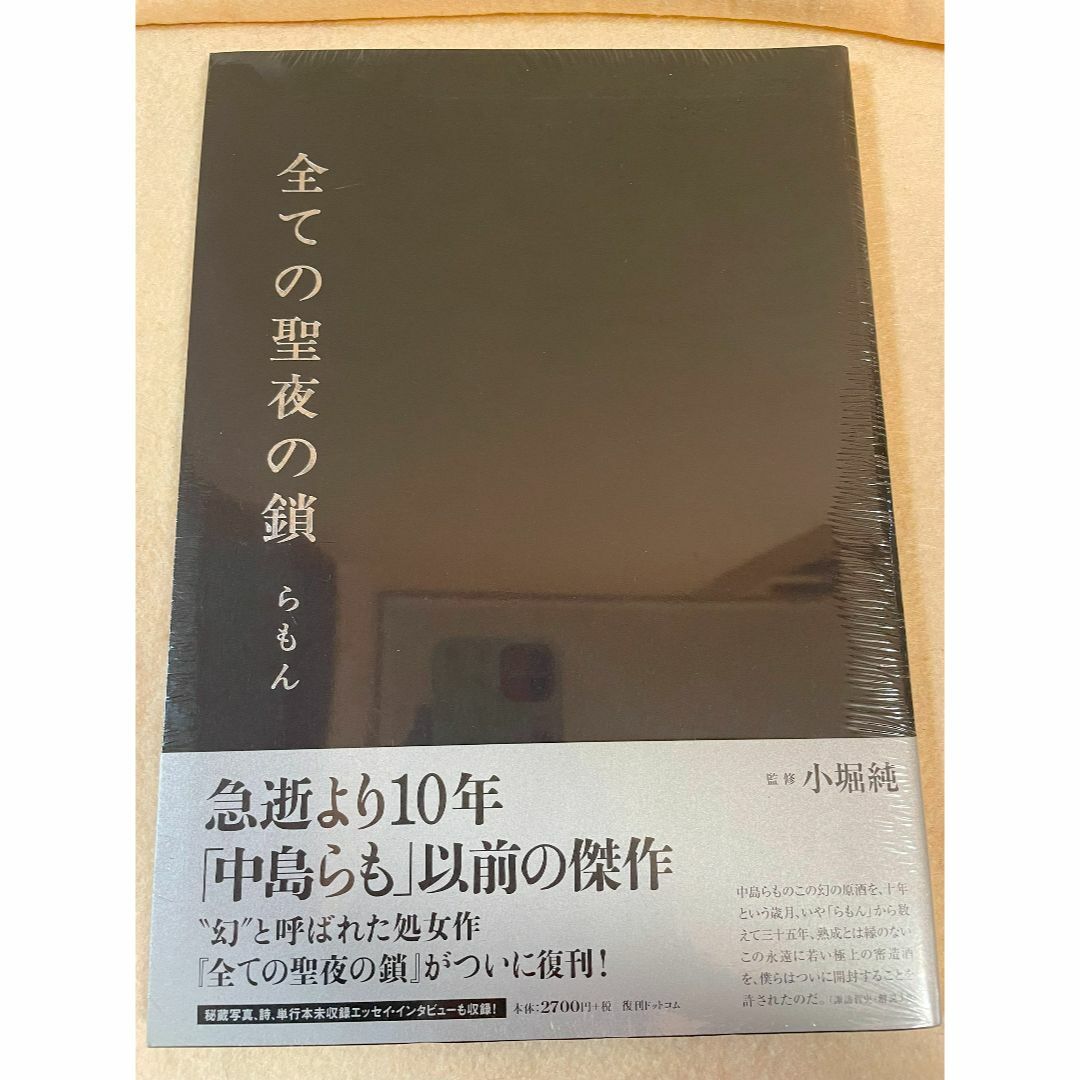 全ての聖夜の鎖
らもん
急逝より10年
「中島らも」以前の傑作
〝幻〟と呼ばれた処女作
『全ての聖夜の鎖』がついに復刊!
秘蔵写真、詩、単行本未収録エッセイ・インタビューも収録!
本体:2700円+税 復刊ドットコム
監修 小堀純
中島らものこの幻の原酒を、十年
という歳月、いや「らもん」から数
えて三十五年、熟成とは縁のない
この永遠に若い極上の密造酒
を、僕らはついに開封することを
許されたのだ。